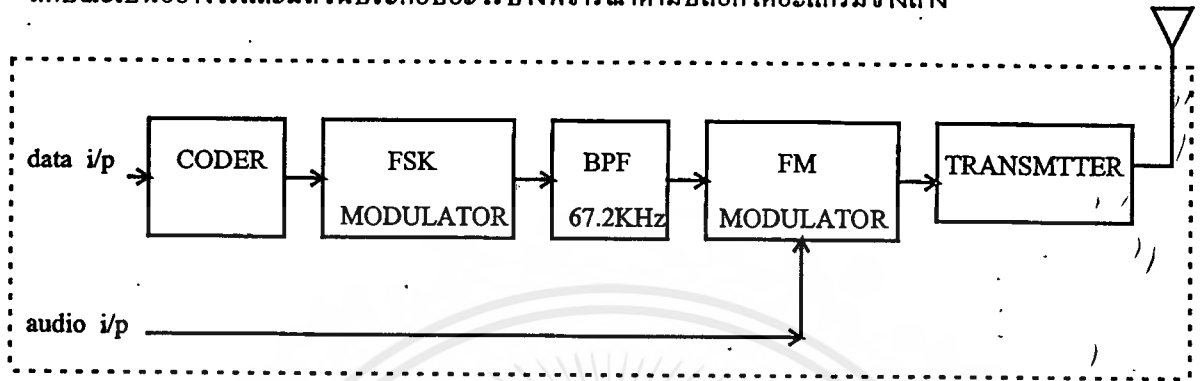 data i/p
CODER
FSK
MODULATOR
BPF
67.2KHz
FM
MODULATOR
TRANSMTTER
audio i/p